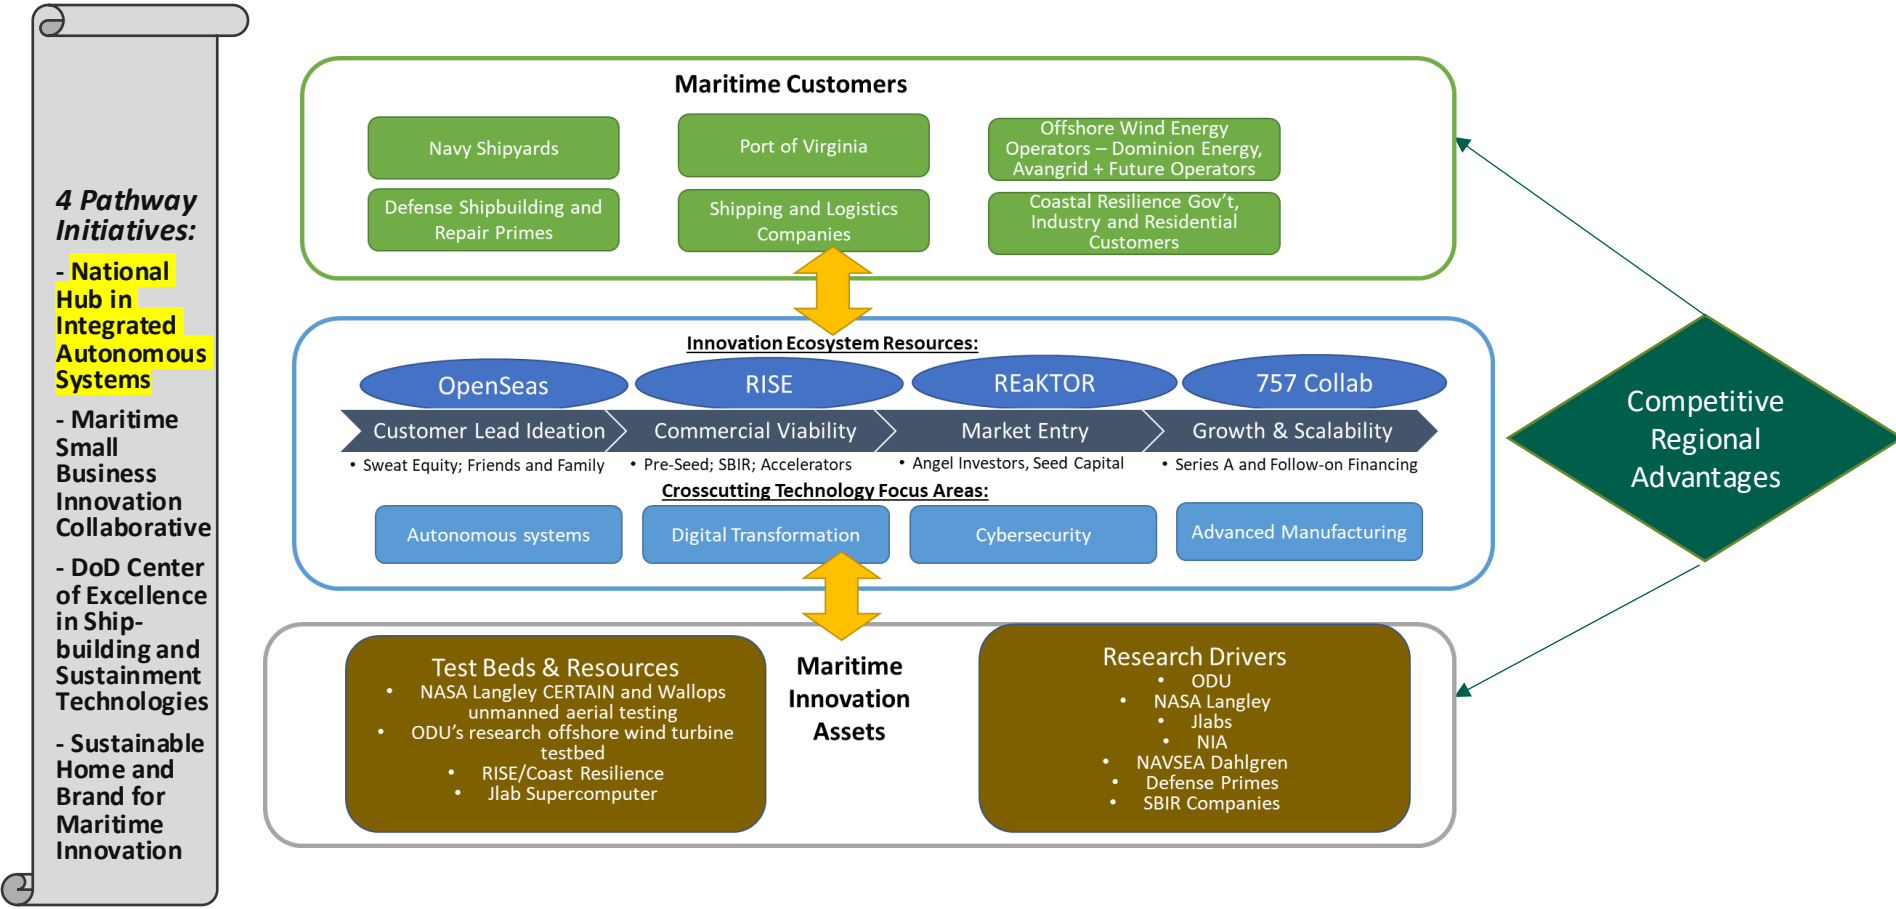 4 Pathway
Initiatives:
- National
Hub in
Integrated
Autonomous
Systems
- Maritime
Small
Business
Innovation
Collaborative
- DoD Center
of Excellence
in Ship-
building and
Sustainment
Technologies
- Sustainable
Home and
Brand for
Maritime
Innovation
Maritime Customers
Navy Shipyards
Port of Virginia
Offshore Wind Energy
Operators – Dominion Energy,
Avangrid + Future Operators
Defense Shipbuilding and
Repair Primes
Shipping and Logistics
Companies
Coastal Resilience Gov't,
Industry and Residential
Customers
Innovation Ecosystem Resources:
OpenSeas
RISE
REaKTOR
757 Collab
Customer Lead Ideation
Commercial Viability
Market Entry
Growth & Scalability
• Sweat Equity; Friends and Family
• Pre-Seed; SBIR; Accelerators
• Angel Investors, Seed Capital
• Series A and Follow-on Financing
Crosscutting Technology Focus Areas:
Autonomous systems
Digital Transformation
Cybersecurity
Advanced Manufacturing
Test Beds & Resources
• NASA Langley CERTAIN and Wallops
unmanned aerial testing
• ODU's research offshore wind turbine
testbed
• RISE/Coast Resilience
• Jlab Supercomputer
Maritime
Innovation
Assets
Research Drivers
• ODU
• NASA Langley
• Jlabs
• NIA
• NAVSEA Dahlgren
• Defense Primes
• SBIR Companies
Competitive
Regional
Advantages